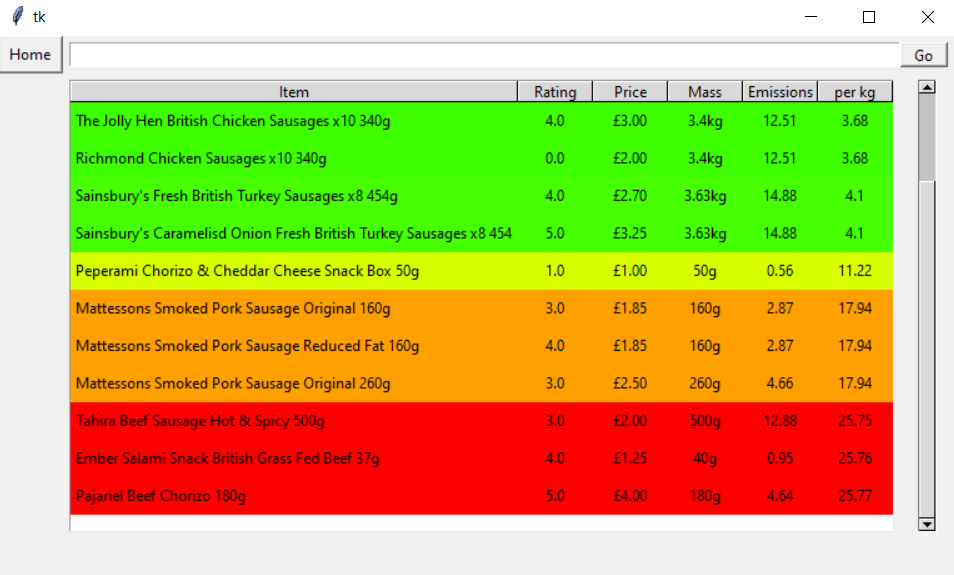 tk
Home Go
Item Rating Price Mass Emissions per kg
The Jolly Hen British Chicken Sausages x10 340g 4.0 £3.00 3.4kg 12.51 3.68
Richmond Chicken Sausages x10 340g 0.0 £2.00 3.4kg 12.51 3.68
Sainsbury's Fresh British Turkey Sausages x8 454g 4.0 £2.70 3.63kg 14.88 4.1
Sainsbury's Caramelisd Onion Fresh British Turkey Sausages x8 454 5.0 £3.25 3.63kg 14.88 4.1
Peperami Chorizo & Cheddar Cheese Snack Box 50g 1.0 £1.00 50g 0.56 11.22
Mattessons Smoked Pork Sausage Original 160g 3.0 £1.85 160g 2.87 17.94
Mattessons Smoked Pork Sausage Reduced Fat 160g 4.0 £1.85 160g 2.87 17.94
Mattessons Smoked Pork Sausage Original 260g 3.0 £2.50 260g 4.66 17.94
Tahira Beef Sausage Hot & Spicy 500g 3.0 £2.00 500g 12.88 25.75
Ember Salami Snack British Grass Fed Beef 37g 4.0 £1.25 40g 0.95 25.76
Pajariel Beef Chorizo 180g 5.0 £4.00 180g 4.64 25.77